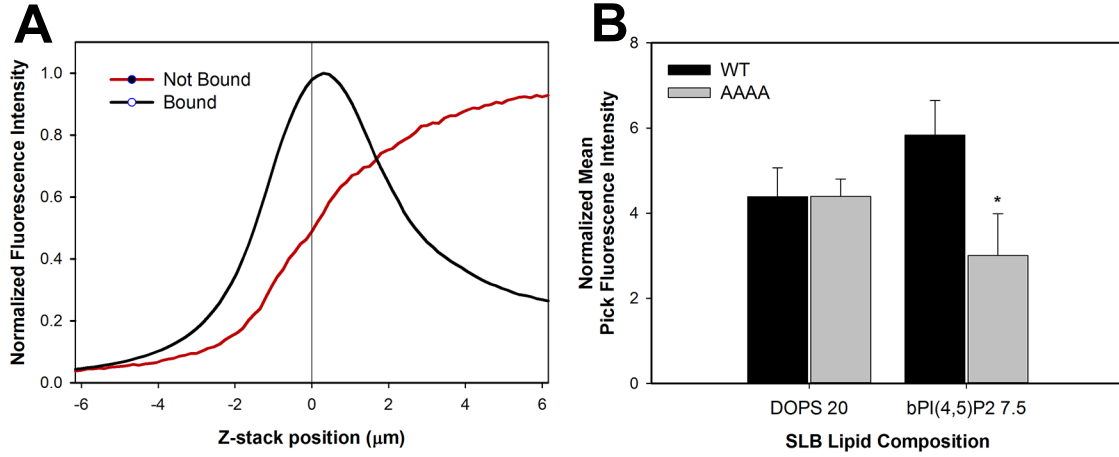 A
Normalized Fluorescence Intensity
1.0
0.8
0.6
0.4
0.2
0.0
Not Bound
Bound
-6
-4
-2
0
2
4
6
Z-stack position (μm)
B
Normalized Mean
Pick Fluorescence Intensity
8
6
4
2
0
WT
AAAA
*
DOPS 20
bPI(4,5)P2 7.5
SLB Lipid Composition